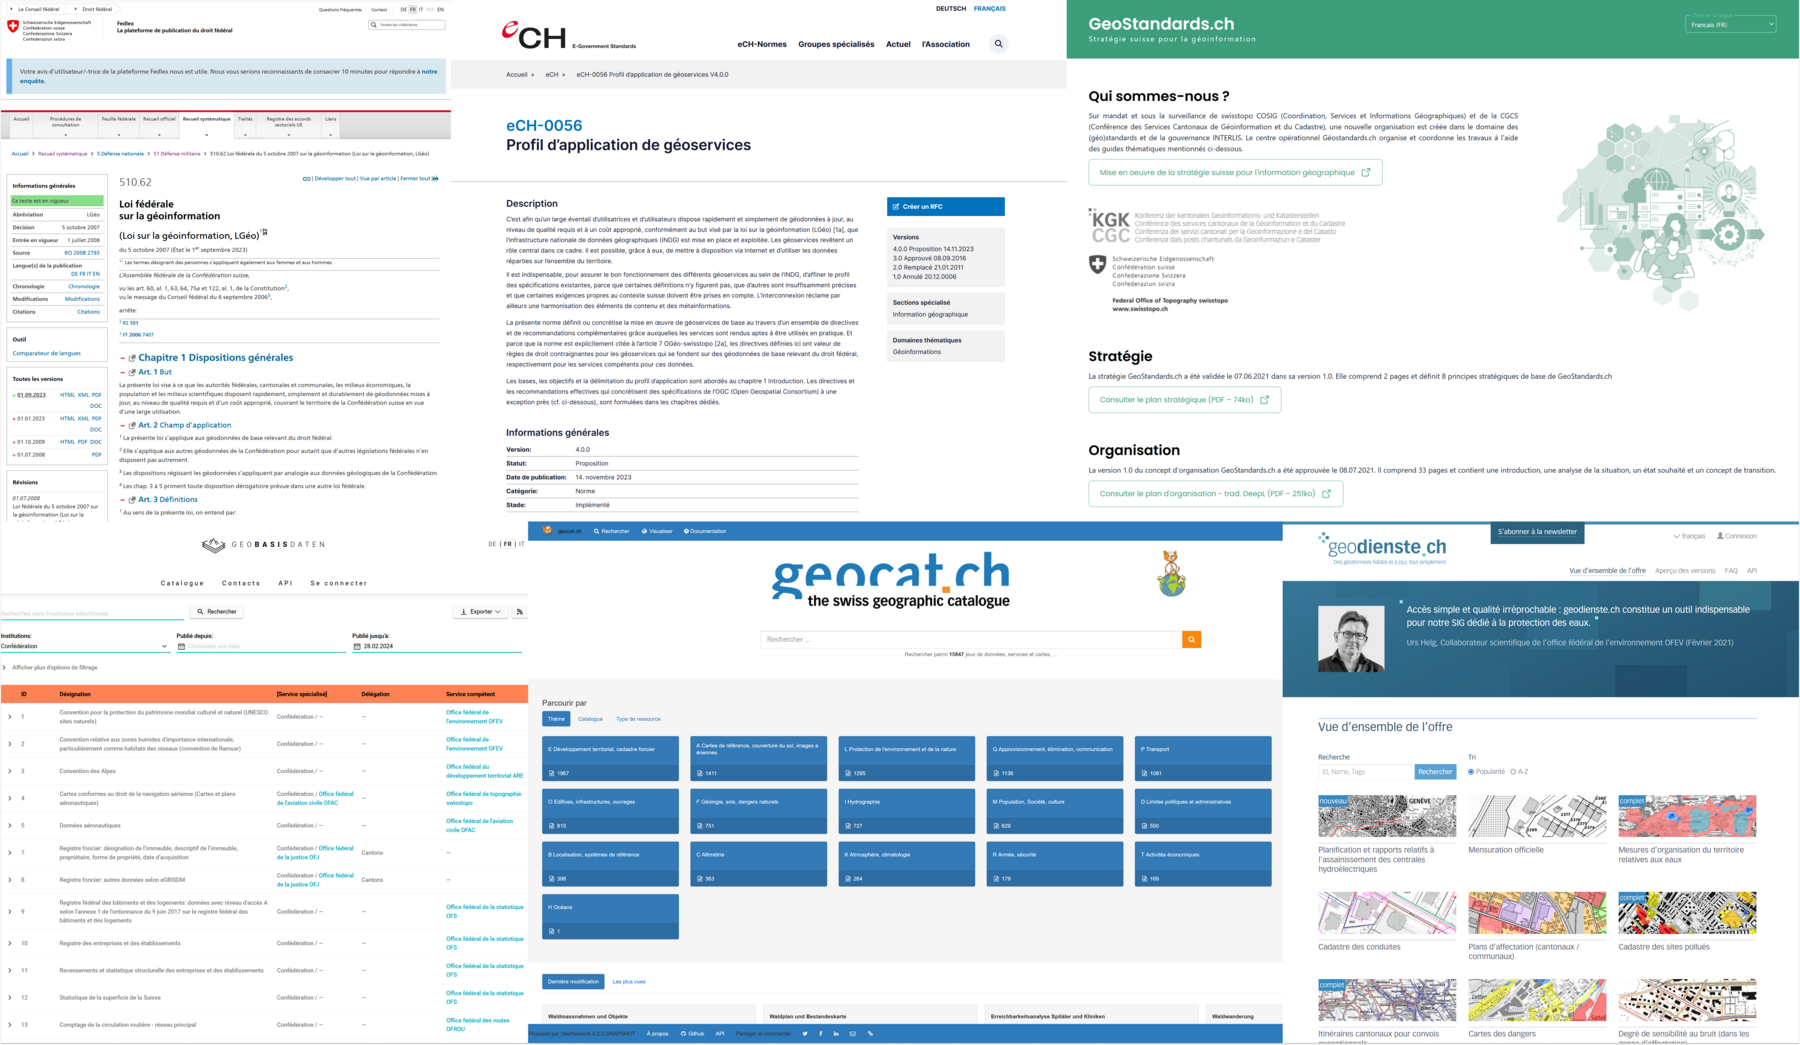 La Conseil fédéral
Droit fédéral
Questions fréquentes
Contact
DE FR IT RM EN
Schweizerische Eidgenossenschaft
Confédération suisse
Confederazione Svizzera
Confederaziun svizra
Fedlex
La plateforme de publication du droit fédéral
Toutes les collections
Votre avis d'utilisateur/-trice de la plateforme Fedlex nous est utile. Nous vous serions reconnaissants de consacrer 10 minutes pour répondre à notre
enquête.
Accueil
Procédures de consultation
Feuille fédérale
Recueil officiel
Recueil systématique
Traités
Registre des accords sectoriels UE
Liens
Accueil > Recueil systématique > 5 Défense nationale > 51 Défense militaire > 510.62 Loi fédérale du 5 octobre 2007 sur la géoinformation (Loi sur la géoinformation, LGéo)
Informations générales
Ce texte est en vigueur
Abréviation LGéo
Décision 5 octobre 2007
Entrée en vigueur 1 juillet 2008
Source RO 2008 2793
Langue(s) de la publication
DE FR IT EN
Chronologie Chronologie
Modifications Modifications
Citations Citations
Outil
Comparateur de langues
Toutes les versions
01.09.2023 HTML XML PDF
DOC
01.01.2023 HTML XML PDF
DOC
01.10.2009 HTML PDF DOC
01.07.2008 PDF
Révisions
01.07.2008
Loi fédérale du 5 octobre 2007 sur
la géoinformation (Loi sur la
510.62
Développer tout | Vue par article | Fermer tout
Loi fédérale
sur la géoinformation
(Loi sur la géoinformation, LGéo)1
du 5 octobre 2007 (État le 1er septembre 2023)
1 Les termes désignant des personnes s'appliquent également aux femmes et aux hommes.
L'Assemblée fédérale de la Confédération suisse,
vu les art. 60, al. 1, 63, 64, 75a et 122, al. 1, de la Constitution2,
vu le message du Conseil fédéral du 6 septembre 20063,
arrête:
2 RS 101
3 FF 2006 7407
Chapitre 1 Dispositions générales
Art. 1 But
La présente loi vise à ce que les autorités fédérales, cantonales et communales, les milieux économiques, la
population et les milieux scientifiques disposent rapidement, simplement et durablement de géodonnées mises à
jour, au niveau de qualité requis et d'un coût approprié, couvrant le territoire de la Confédération suisse en vue
d'une large utilisation.
Art. 2 Champ d'application
1 La présente loi s'applique aux géodonnées de base relevant du droit fédéral.
2 Elle s'applique aux autres géodonnées de la Confédération pour autant que d'autres législations fédérales n'en
disposent pas autrement.
3 Les dispositions régissant les géodonnées s'appliquent par analogie aux données géologiques de la Confédération.
4 Les chap. 3 à 5 priment toute disposition dérogatoire prévue dans une autre loi fédérale.
Art. 3 Définitions
1 Au sens de la présente loi, on entend par:
DEUTSCH FRANÇAIS
eCH E-Government Standards
eCH-Normes
Groupes spécialisés
Actuel
l'Association
Accueil » eCH » eCH-0056 Profil d'application de géoservices V4.0.0
eCH-0056
Profil d'application de géoservices
Description
C'est afin qu'un large éventail d'utilisatrices et d'utilisateurs dispose rapidement et simplement de géodonnées à jour, au
niveau de qualité requis et à un coût approprié, conformément au but visé par la loi sur la géoinformation (LGéo) [1a], que
l'infrastructure nationale de données géographiques (INDG) est mise en place et exploitée. Les géoservices revêtent un
rôle central dans ce cadre. Il est possible, grâce à eux, de mettre à disposition via Internet et d'utiliser les données
réparties sur l'ensemble du territoire.
Il est indispensable, pour assurer le bon fonctionnement des différents géoservices au sein de l'INDG, d'affiner le profil
des spécifications existantes, parce que certaines définitions n'y figurent pas, que d'autres sont insuffisamment précises
et que certaines exigences propres au contexte suisse doivent être prises en compte. L'interconnexion réclame par
ailleurs une harmonisation des éléments de contenu et des métainformations.
La présente norme définit ou concrétise la mise en œuvre de géoservices de base au travers d'un ensemble de directives
et de recommandations complémentaires grâce auxquelles les services sont rendus aptes à être utilisés en pratique. Et
parce que la norme est explicitement citée à l'article 7 OGéo-swisstopo [2a], les directives définies ici ont valeur de
règles de droit contraignantes pour les géoservices qui se fondent sur des géodonnées de base relevant du droit fédéral,
respectivement pour les services compétents pour ces données.
Les bases, les objectifs et la délimitation du profil d'application sont abordés au chapitre 1 Introduction. Les directives et
les recommandations effectives qui concrétisent des spécifications de l'OGC (Open Geospatial Consortium) à une
exception près (cf. ci-dessous), sont formulées dans les chapitres dédiés.
Informations générales
Version: 4.0.0
Statut: Proposition
Date de publication: 14. novembre 2023
Catégorie: Norme
Stade: Implémenté
Créer un RFC
Versions
4.0.0 Proposition 14.11.2023
3.0 Approuvé 08.09.2016
2.0 Remplacé 21.01.2011
1.0 Annulé 20.12.0006
Sections spécialisé
Information géographique
Domaines thématiques
Géoinformations
GeoStandards.ch
Stratégie suisse pour la géoinformation
Francais (FR)
Qui sommes-nous ?
Sur mandat et sous la surveillance de swisstopo COSIG (Coordination, Services et Informations Géographiques) et de la CGCS
(Conférence des Services Cantonaux de Géoinformation et du Cadastre), une nouvelle organisation est créée dans le domaine des
(géo)standards et de la gouvernance INTERLIS. Le centre opérationnel Géostandards.ch organise et coordonne les travaux à l'aide
des guides thématiques mentionnés ci-dessous.
Mise en oeuvre de la stratégie suisse pour l'information géographique
KGK
CGC
Konferenz der kantonalen Geoinformations- und Katasterstellen
Conférence des services cantonaux de la géoinformation et du Cadastre
Conferenza dei servizi cantonali per la Geoinformazione e del Catasto
Conferenza dals posts chantunals da Geoinfurmaziun e Cataster
Schweizerische Eidgenossenschaft
Confédération suisse
Confederazione Svizzera
Confederaziun svizra
Federal Office of Topography swisstopo
www.swisstopo.ch
Stratégie
La stratégie GeoStandards.ch a été validée le 07.06.2021 dans sa version 1.0. Elle comprend 2 pages et définit 8 principes stratégiques de base de GeoStandards.ch
Consulter le plan stratégique (PDF – 74ko)
Organisation
La version 1.0 du concept d'organisation GeoStandards.ch a été approuvée le 08.07.2021. Il comprend 33 pages et contient une introduction, une analyse de la situation, un état souhaité et un concept de transition.
Consulter le plan d'organisation - trad. DeepL (PDF – 251ko)
GEOBASISDATEN
DE | FR | IT
Catalogue
Contacts
API
Se connecter
Recherchez dans l'institution sélectionnée
Rechercher
Exporter
Institutions:
Confédération
Publié depuis:
Choisissez une date
Publié jusqu'à:
28.02.2024
Afficher plus d'options de filtrage
ID Désignation [Service spécialisé] Délégation Service compétent
1 Convention pour la protection du patrimoine mondial culturel et naturel (UNESCO sites naturels) Confédération / — — Office fédéral de l'environnement OFEV
2 Convention relative aux zones humides d'importance internationale, particulièrement comme habitats des oiseaux (convention de Ramsar) Confédération / — — Office fédéral de l'environnement OFEV
3 Convention des Alpes Confédération / — — Office fédéral du développement territorial ARE
4 Cartes conformes au droit de la navigation aérienne (Cartes et plans aéronautiques) Confédération / Office fédéral de l'aviation civile OFAC — Office fédéral de topographie swisstopo
5 Données aéronautiques Confédération / — — Office fédéral de l'aviation civile OFAC
7 Registre foncier: désignation de l'immeuble, descriptif de l'immeuble, propriétaire, forme de propriété, date d'acquisition Confédération / Office fédéral de la justice OFJ Cantons —
8 Registre foncier: autres données selon eGRISDM Confédération / Office fédéral de la justice OFJ Cantons —
9 Registre fédéral des bâtiments et des logements: données avec niveau d'accès A selon l'annexe 1 de l'ordonnance du 9 juin 2017 sur le registre fédéral des bâtiments et des logements Confédération / — — Office fédéral de la statistique OFS
10 Registre des entreprises et des établissements Confédération / — — Office fédéral de la statistique OFS
11 Recensements et statistique structurelle des entreprises et des établissements Confédération / — — Office fédéral de la statistique OFS
12 Statistique de la superficie de la Suisse Confédération / — — Office fédéral de la statistique OFS
13 Comptage de la circulation routière - réseau principal Confédération / — — Office fédéral des routes OFROU
geocat.ch
Rechercher
Visualiser
Documentation
geocat.ch
the swiss geographic catalogue
Rechercher ...
Rechercher parmi 15847 jeux de données, services et cartes, ...
Parcourir par
Thème
Catalogue
Type de ressource
E Développement territorial, cadastre foncier
1987
A Cartes de référence, couverture du sol, images aériennes
1411
L Protection de l'environnement et de la nature
1295
Q Approvisionnement, élimination, communication
1136
P Transport
1081
O Edifices, infrastructures, ouvrages
815
F Géologie, sols, dangers naturels
751
I Hydrographie
727
M Population, Société, culture
629
D Limites politiques et administratives
550
B Localisation, systèmes de référence
398
C Altimétrie
363
K Atmosphère, climatologie
264
R Armée, sécurité
179
T Activités économiques
169
H Océans
1
Dernière modification
Les plus vues
Waldmassnahmen und Objekte
Waldplan und Bestandeskarte
Erreichbarkeitsanalyse Spitäler und Kliniken
Waldwanderung
Propulsé par GeoNetwork 4.2.3 SNAPSHOT
À propos
Github
API
Partager et commenter
S'abonner à la newsletter
français
Connexion
geodienste.ch
Des géodonnées fiables et à jour, tout simplement
Vue d'ensemble de l'offre
Aperçu des versions
FAQ
API
Accès simple et qualité irréprochable : geodienste.ch constitue un outil indispensable
pour notre SIG dédié à la protection des eaux.
Urs Helg, Collaborateur scientifique de l'office fédéral de l'environnement OFEV (Février 2021)
Vue d'ensemble de l'offre
Recherche
ID, Name, Tags
Rechercher
Tri
Popularité
A-Z
nouveau
GENÈVE
complet
Planification et rapports relatifs à
l'assainissement des centrales
hydroélectriques
Mensuration officielle
Mesures d'organisation du territoire
relatives aux eaux
complet
Cadastre des conduites
Plans d'affectation (cantonaux /
communaux)
Cadastre des sites pollués
complet
Itinéraires cantonaux pour convois
Cartes des dangers
Degré de sensibilité au bruit (dans les